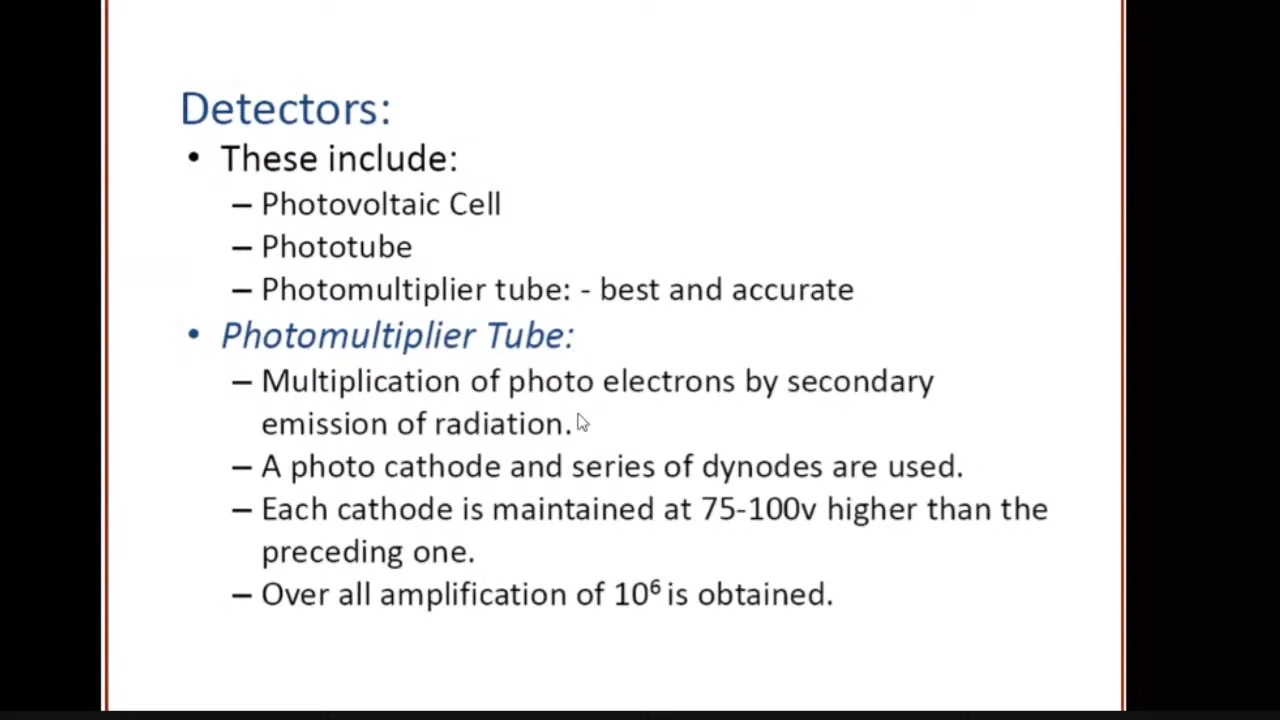 Detectors:
• These include:
– Photovoltaic Cell
– Phototube
– Photomultiplier tube: - best and accurate
• Photomultiplier Tube:
– Multiplication of photo electrons by secondary
emission of radiation.
– A photo cathode and series of dynodes are used.
– Each cathode is maintained at 75-100v higher than the
preceding one.
– Over all amplification of 10⁶ is obtained.